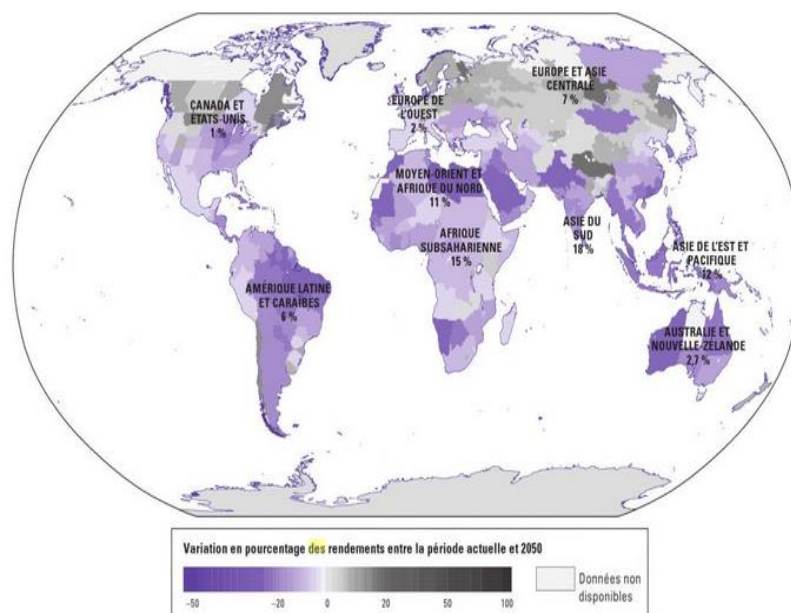 CANADA ET
ÉTATS-UNIS
1 %
EUROPE DE
L'OUEST
2 %
EUROPE ET ASIE
CENTRALE
7 %
MOYEN-ORIENT ET
AFRIQUE DU NORD
11 %
AFRIQUE
SUBSAHARIENNE
15 %
ASIE DU
SUD
18 %
ASIE DE L'EST ET
PACIFIQUE
12 %
AMÉRIQUE LATINE
ET CARAÏBES
6 %
AUSTRALIE ET
NOUVELLE-ZÉLANDE
2,7 %
Variation en pourcentage des rendements entre la période actuelle et 2050
–50 –20 0 20 50 100
Données non
disponibles